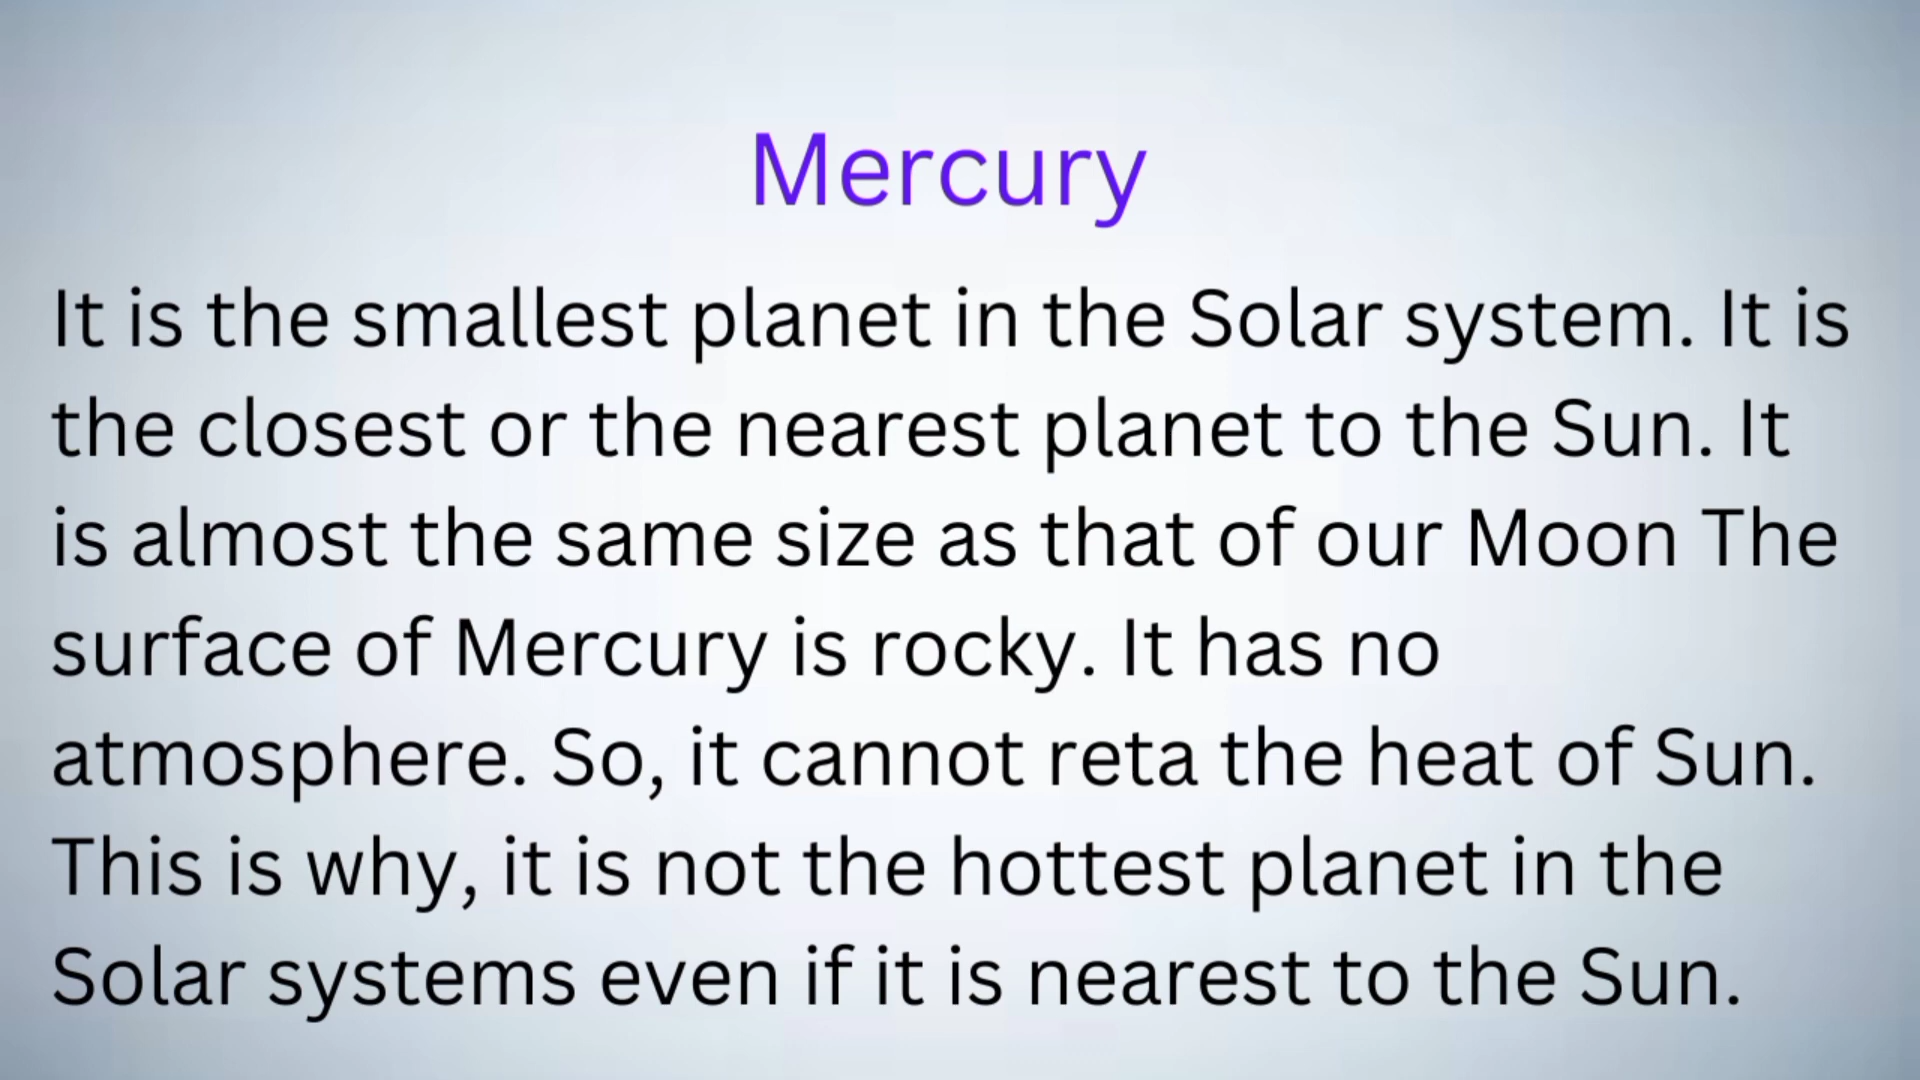 Mercury
It is the smallest planet in the Solar system. It is
the closest or the nearest planet to the Sun. It
is almost the same size as that of our Moon The
surface of Mercury is rocky. It has no
atmosphere. So, it cannot reta the heat of Sun.
This is why, it is not the hottest planet in the
Solar systems even if it is nearest to the Sun.